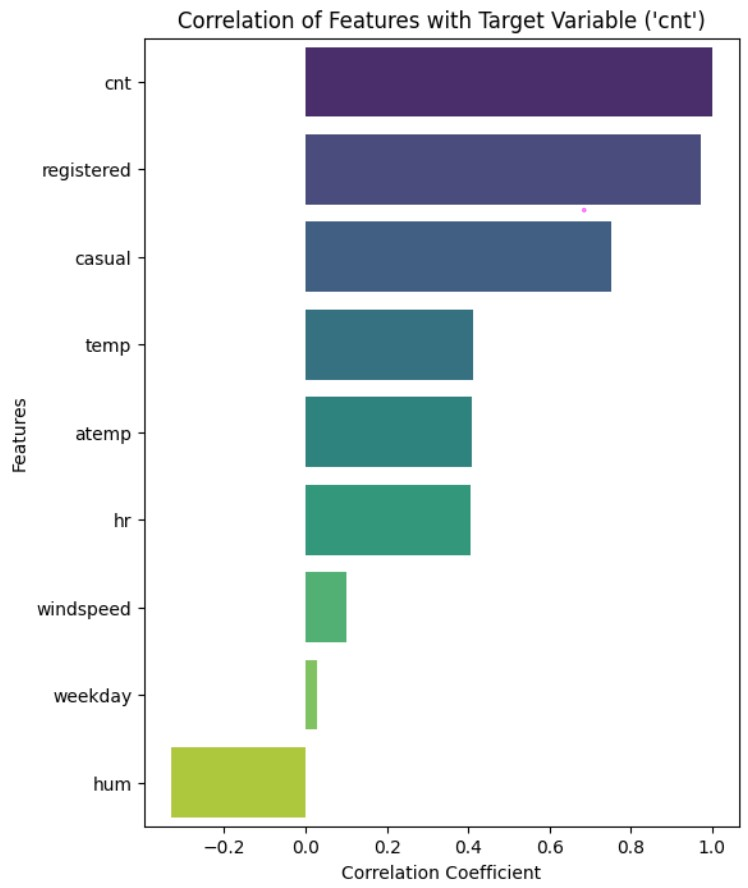 Correlation of Features with Target Variable ('cnt')
cnt
registered
casual
temp
atemp
hr
windspeed
weekday
hum
Features
−0.2 0.0 0.2 0.4 0.6 0.8 1.0
Correlation Coefficient